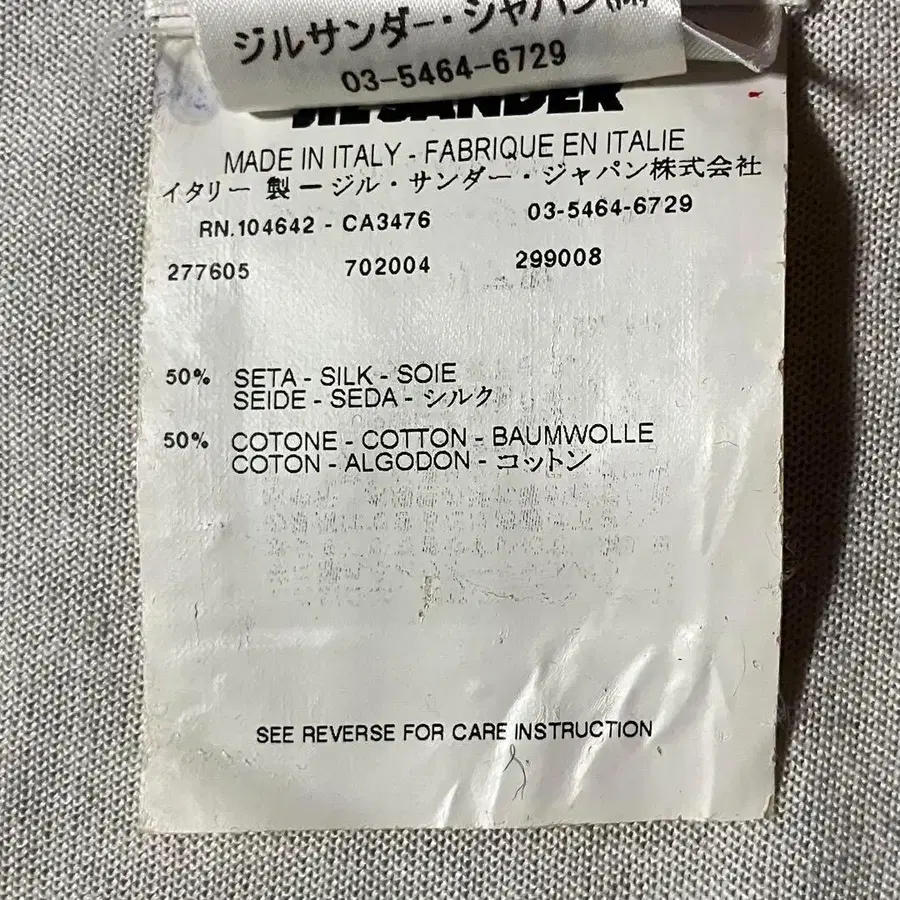 ジルサンダー・ジャパン(株)
03-5464-6729
JIL SANDER
MADE IN ITALY - FABRIQUE EN ITALIE
イタリー 製 ー ジル・サンダー・ジャパン株式会社
RN.104642 - CA3476 03-5464-6729
277605 702004 299008
50% SETA - SILK - SOIE
SEIDE - SEDA - シルク
50% COTONE - COTTON - BAUMWOLLE
COTON - ALGODON - コットン
SEE REVERSE FOR CARE INSTRUCTION